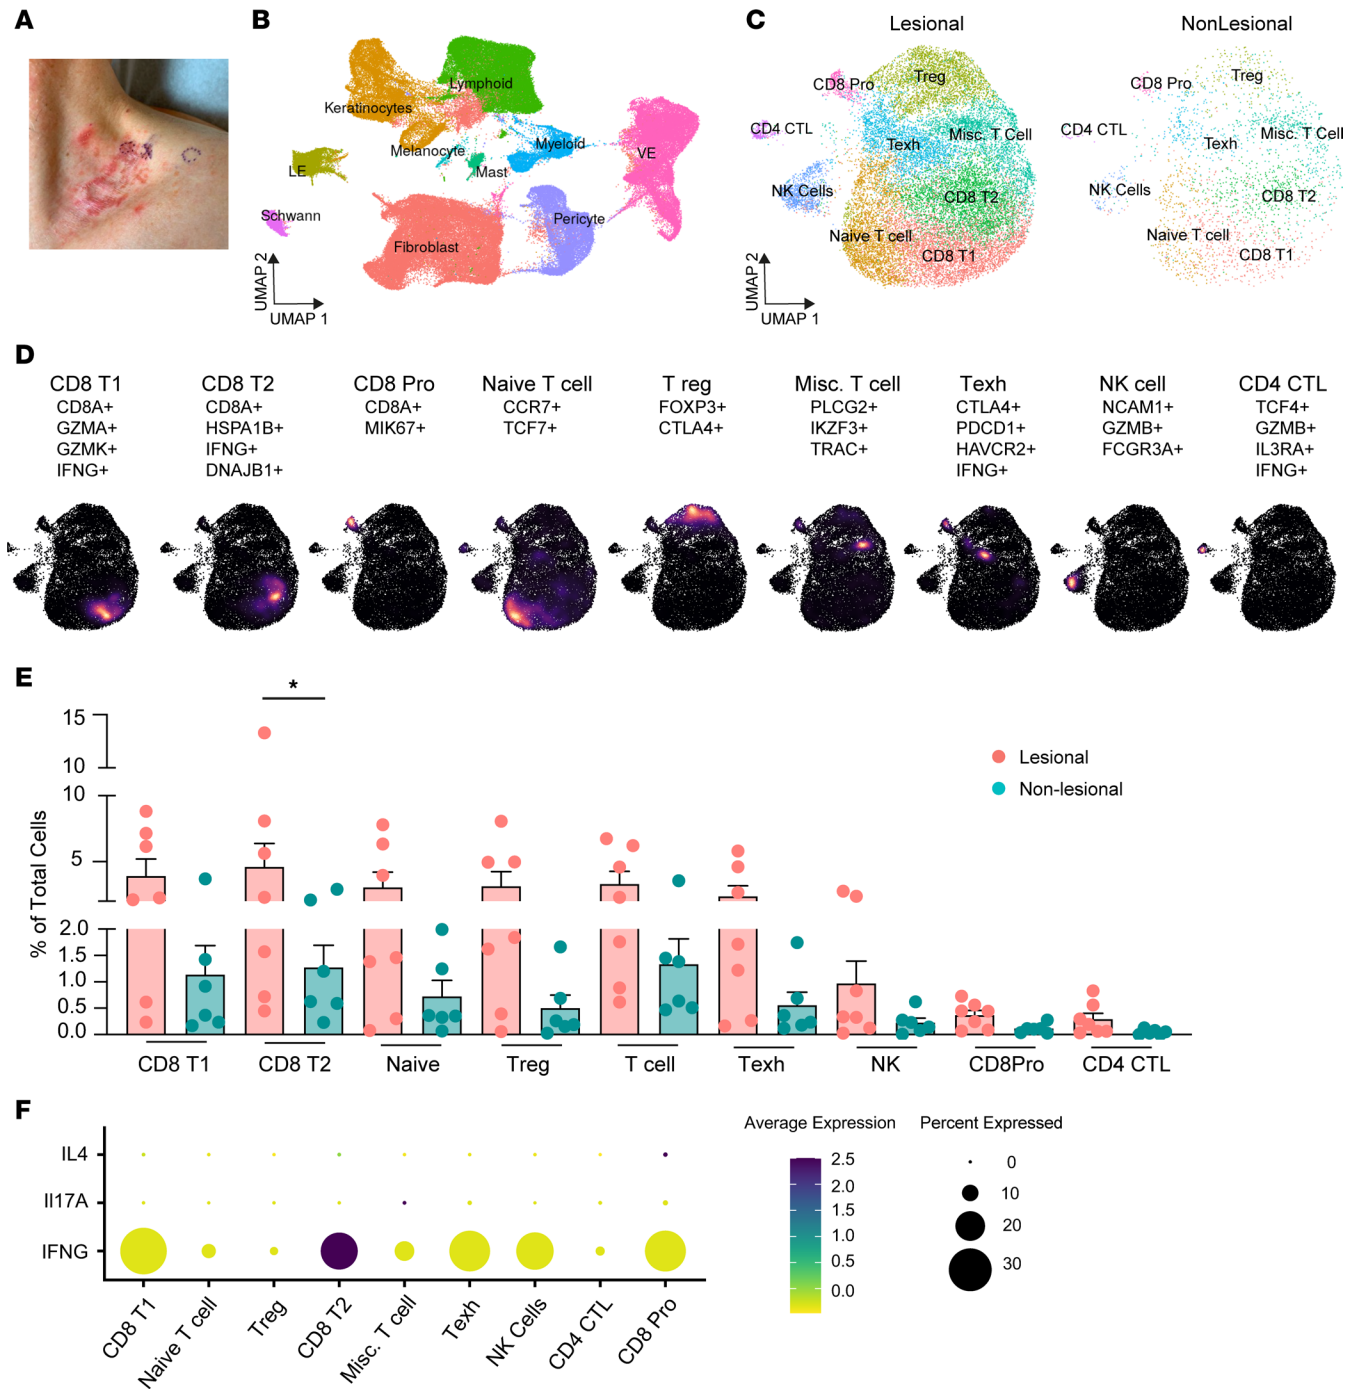 A
B
C
Lymphoid
Keratinocytes
Melanocyte
Myeloid
VE
LE
Mast
Schwann
Pericyte
Fibroblast
UMAP 2
UMAP 1
Lesional
NonLesional
CD8 Pro
Treg
CD4 CTL
Misc. T Cell
Texh
NK Cells
CD8 T2
Naive T cell
CD8 T1
UMAP 2
UMAP 1
CD8 Pro
Treg
CD4 CTL
Misc. T Cell
Texh
NK Cells
CD8 T2
Naive T cell
CD8 T1
D
CD8 T1
CD8A+
GZMA+
GZMK+
IFNG+
CD8 T2
CD8A+
HSPA1B+
IFNG+
DNAJB1+
CD8 Pro
CD8A+
MIK67+
Naive T cell
CCR7+
TCF7+
T reg
FOXP3+
CTLA4+
Misc. T cell
PLCG2+
IKZF3+
TRAC+
Texh
CTLA4+
PDCD1+
HAVCR2+
IFNG+
NK cell
NCAM1+
GZMB+
FCGR3A+
CD4 CTL
TCF4+
GZMB+
IL3RA+
IFNG+
E
*
15
10
10
5
2.0
1.5
1.0
0.5
0.0
% of Total Cells
Lesional
Non-lesional
CD8 T1
CD8 T2
Naive
Treg
T cell
Texh
NK
CD8Pro
CD4 CTL
F
IL4
Il17A
IFNG
CD8 T1
Naive T cell
Treg
CD8 T2
Misc. T cell
Texh
NK Cells
CD4 CTL
CD8 Pro
Average Expression
2.5
2.0
1.5
1.0
0.5
0.0
Percent Expressed
0
10
20
30